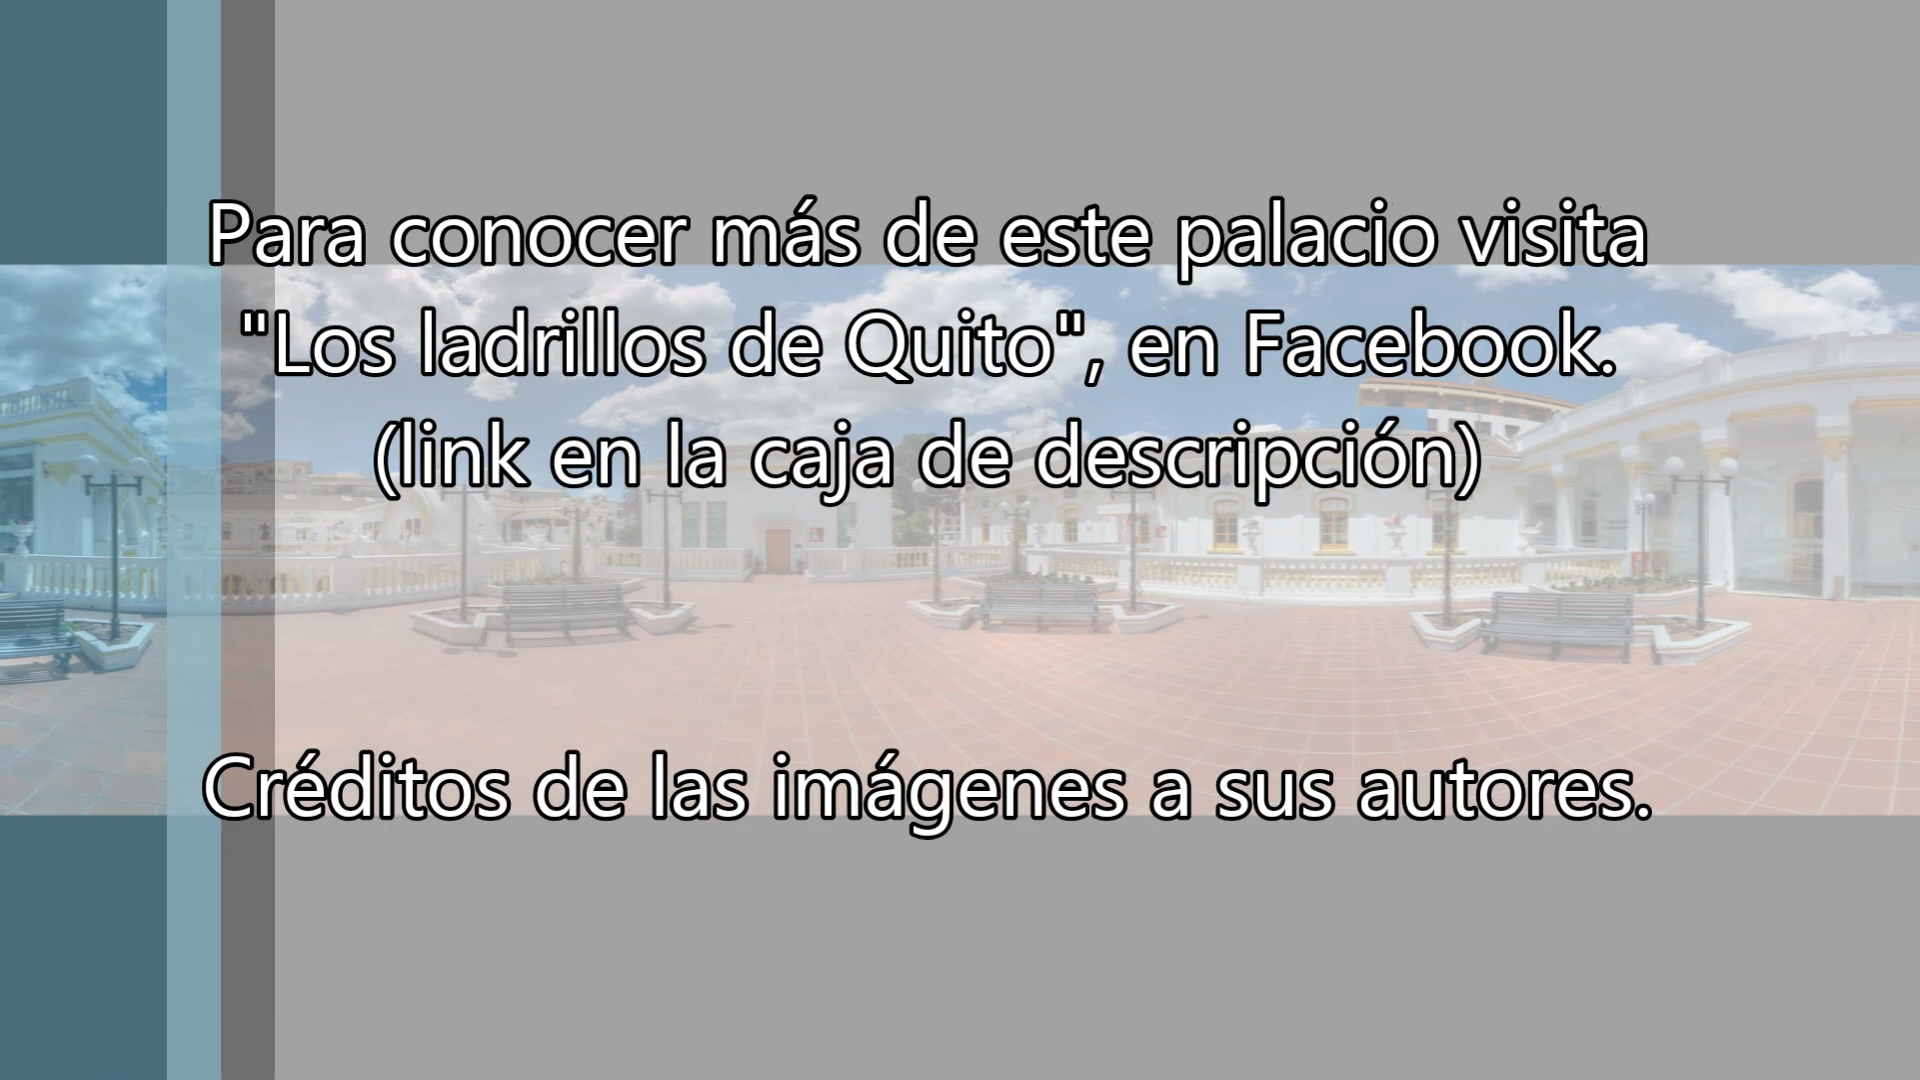 Para conocer más de este palacio visita
"Los ladrillos de Quito", en Facebook.
(link en la caja de descripción)
Créditos de las imágenes a sus autores.